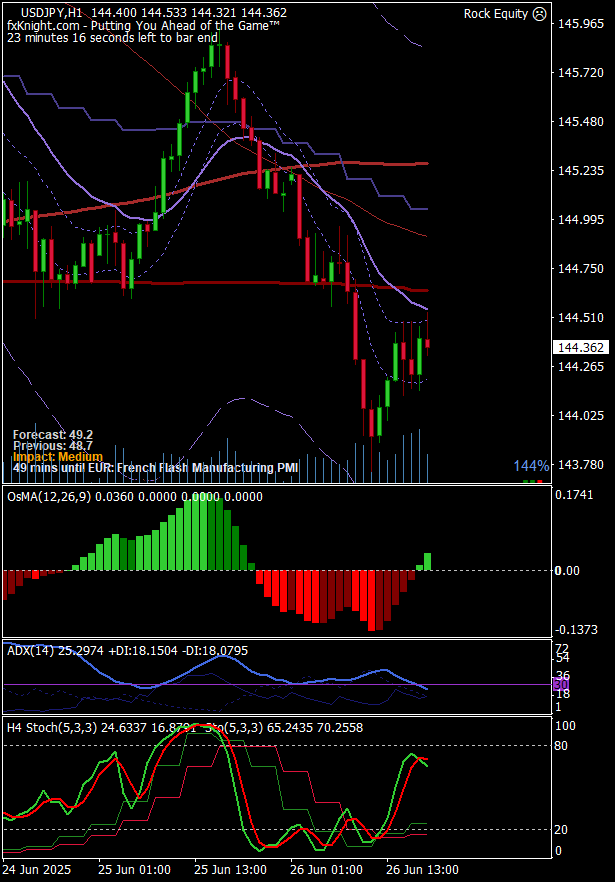 USDJPY,H1 144.400 144.533 144.321 144.362
Rock Equity
fxKnight.com - Putting You Ahead of the Game™
23 minutes 16 seconds left to bar end
145.965
145.720
145.480
145.235
144.995
144.750
144.510
144.362
144.265
144.025
143.780
Forecast: 49.2
Previous: 48.7
Impact: Medium
49 mins until EUR: French Flash Manufacturing PMI
144%
OsMA(12,26,9) 0.0360 0.0000 0.0000 0.0000
0.1741
0.00
-0.1373
ADX(14) 25.2974 +DI:18.1504 -DI:18.0795
72
54
30
18
1
H4 Stoch(5,3,3) 24.6337 16.8791 Sto(5,3,3) 65.2435 70.2558
100
80
20
0
24 Jun 2025
25 Jun 01:00
25 Jun 13:00
26 Jun 01:00
26 Jun 13:00